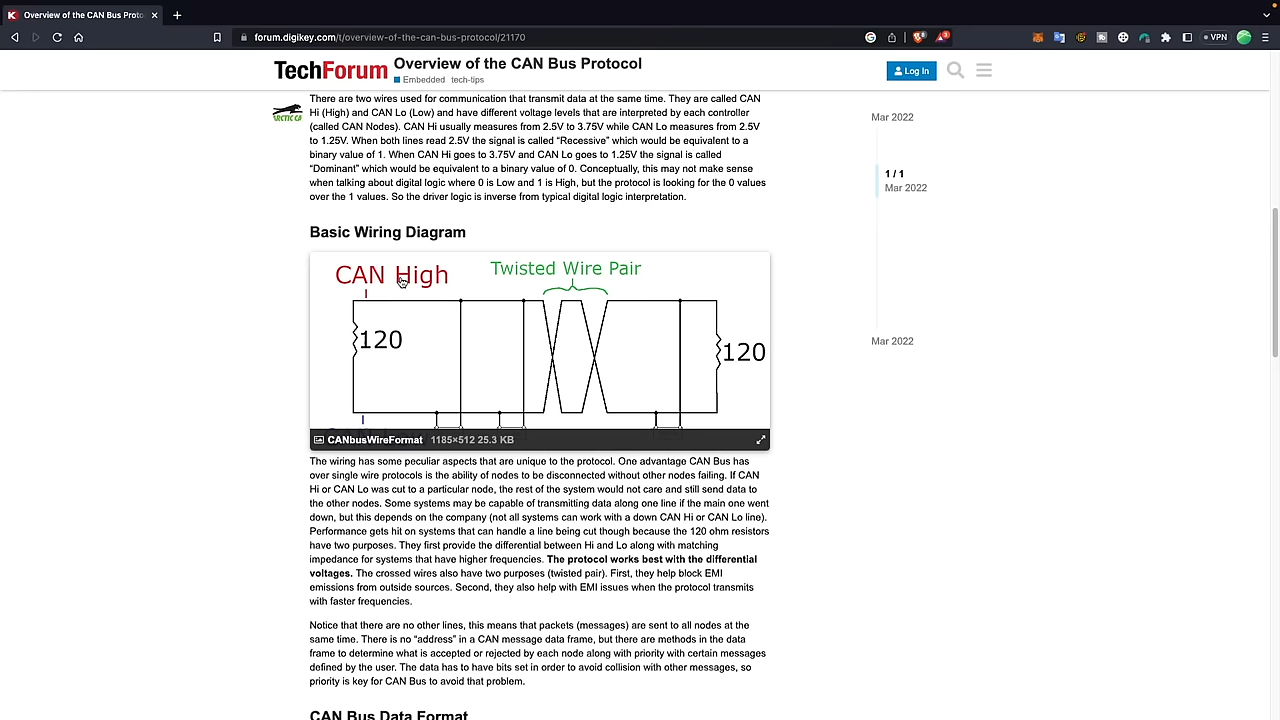 Overview of the CAN Bus Proto
forum.digikey.com/t/overview-of-the-can-bus-protocol/21170
VPN
TechForum
Overview of the CAN Bus Protocol
Embedded tech-tips
Log In
ARCTIC CA
There are two wires used for communication that transmit data at the same time. They are called CAN
Hi (High) and CAN Lo (Low) and have different voltage levels that are interpreted by each controller
(called CAN Nodes). CAN Hi usually measures from 2.5V to 3.75V while CAN Lo measures from 2.5V
to 1.25V. When both lines read 2.5V the signal is called “Recessive” which would be equivalent to a
binary value of 1. When CAN Hi goes to 3.75V and CAN Lo goes to 1.25V the signal is called
“Dominant” which would be equivalent to a binary value of 0. Conceptually, this may not make sense
when talking about digital logic where 0 is Low and 1 is High, but the protocol is looking for the 0 values
over the 1 values. So the driver logic is inverse from typical digital logic interpretation.
Mar 2022
1 / 1
Mar 2022
Mar 2022
Basic Wiring Diagram
CAN High
Twisted Wire Pair
120
120
CANbusWireFormat 1185×512 25.3 KB
The wiring has some peculiar aspects that are unique to the protocol. One advantage CAN Bus has
over single wire protocols is the ability of nodes to be disconnected without other nodes failing. If CAN
Hi or CAN Lo was cut to a particular node, the rest of the system would not care and still send data to
the other nodes. Some systems may be capable of transmitting data along one line if the main one went
down, but this depends on the company (not all systems can work with a down CAN Hi or CAN Lo line).
Performance gets hit on systems that can handle a line being cut though because the 120 ohm resistors
have two purposes. They first provide the differential between Hi and Lo along with matching
impedance for systems that have higher frequencies. The protocol works best with the differential
voltages. The crossed wires also have two purposes (twisted pair). First, they help block EMI
emissions from outside sources. Second, they also help with EMI issues when the protocol transmits
with faster frequencies.
Notice that there are no other lines, this means that packets (messages) are sent to all nodes at the
same time. There is no “address” in a CAN message data frame, but there are methods in the data
frame to determine what is accepted or rejected by each node along with priority with certain messages
defined by the user. The data has to have bits set in order to avoid collision with other messages, so
priority is key for CAN Bus to avoid that problem.
CAN Bus Data Format